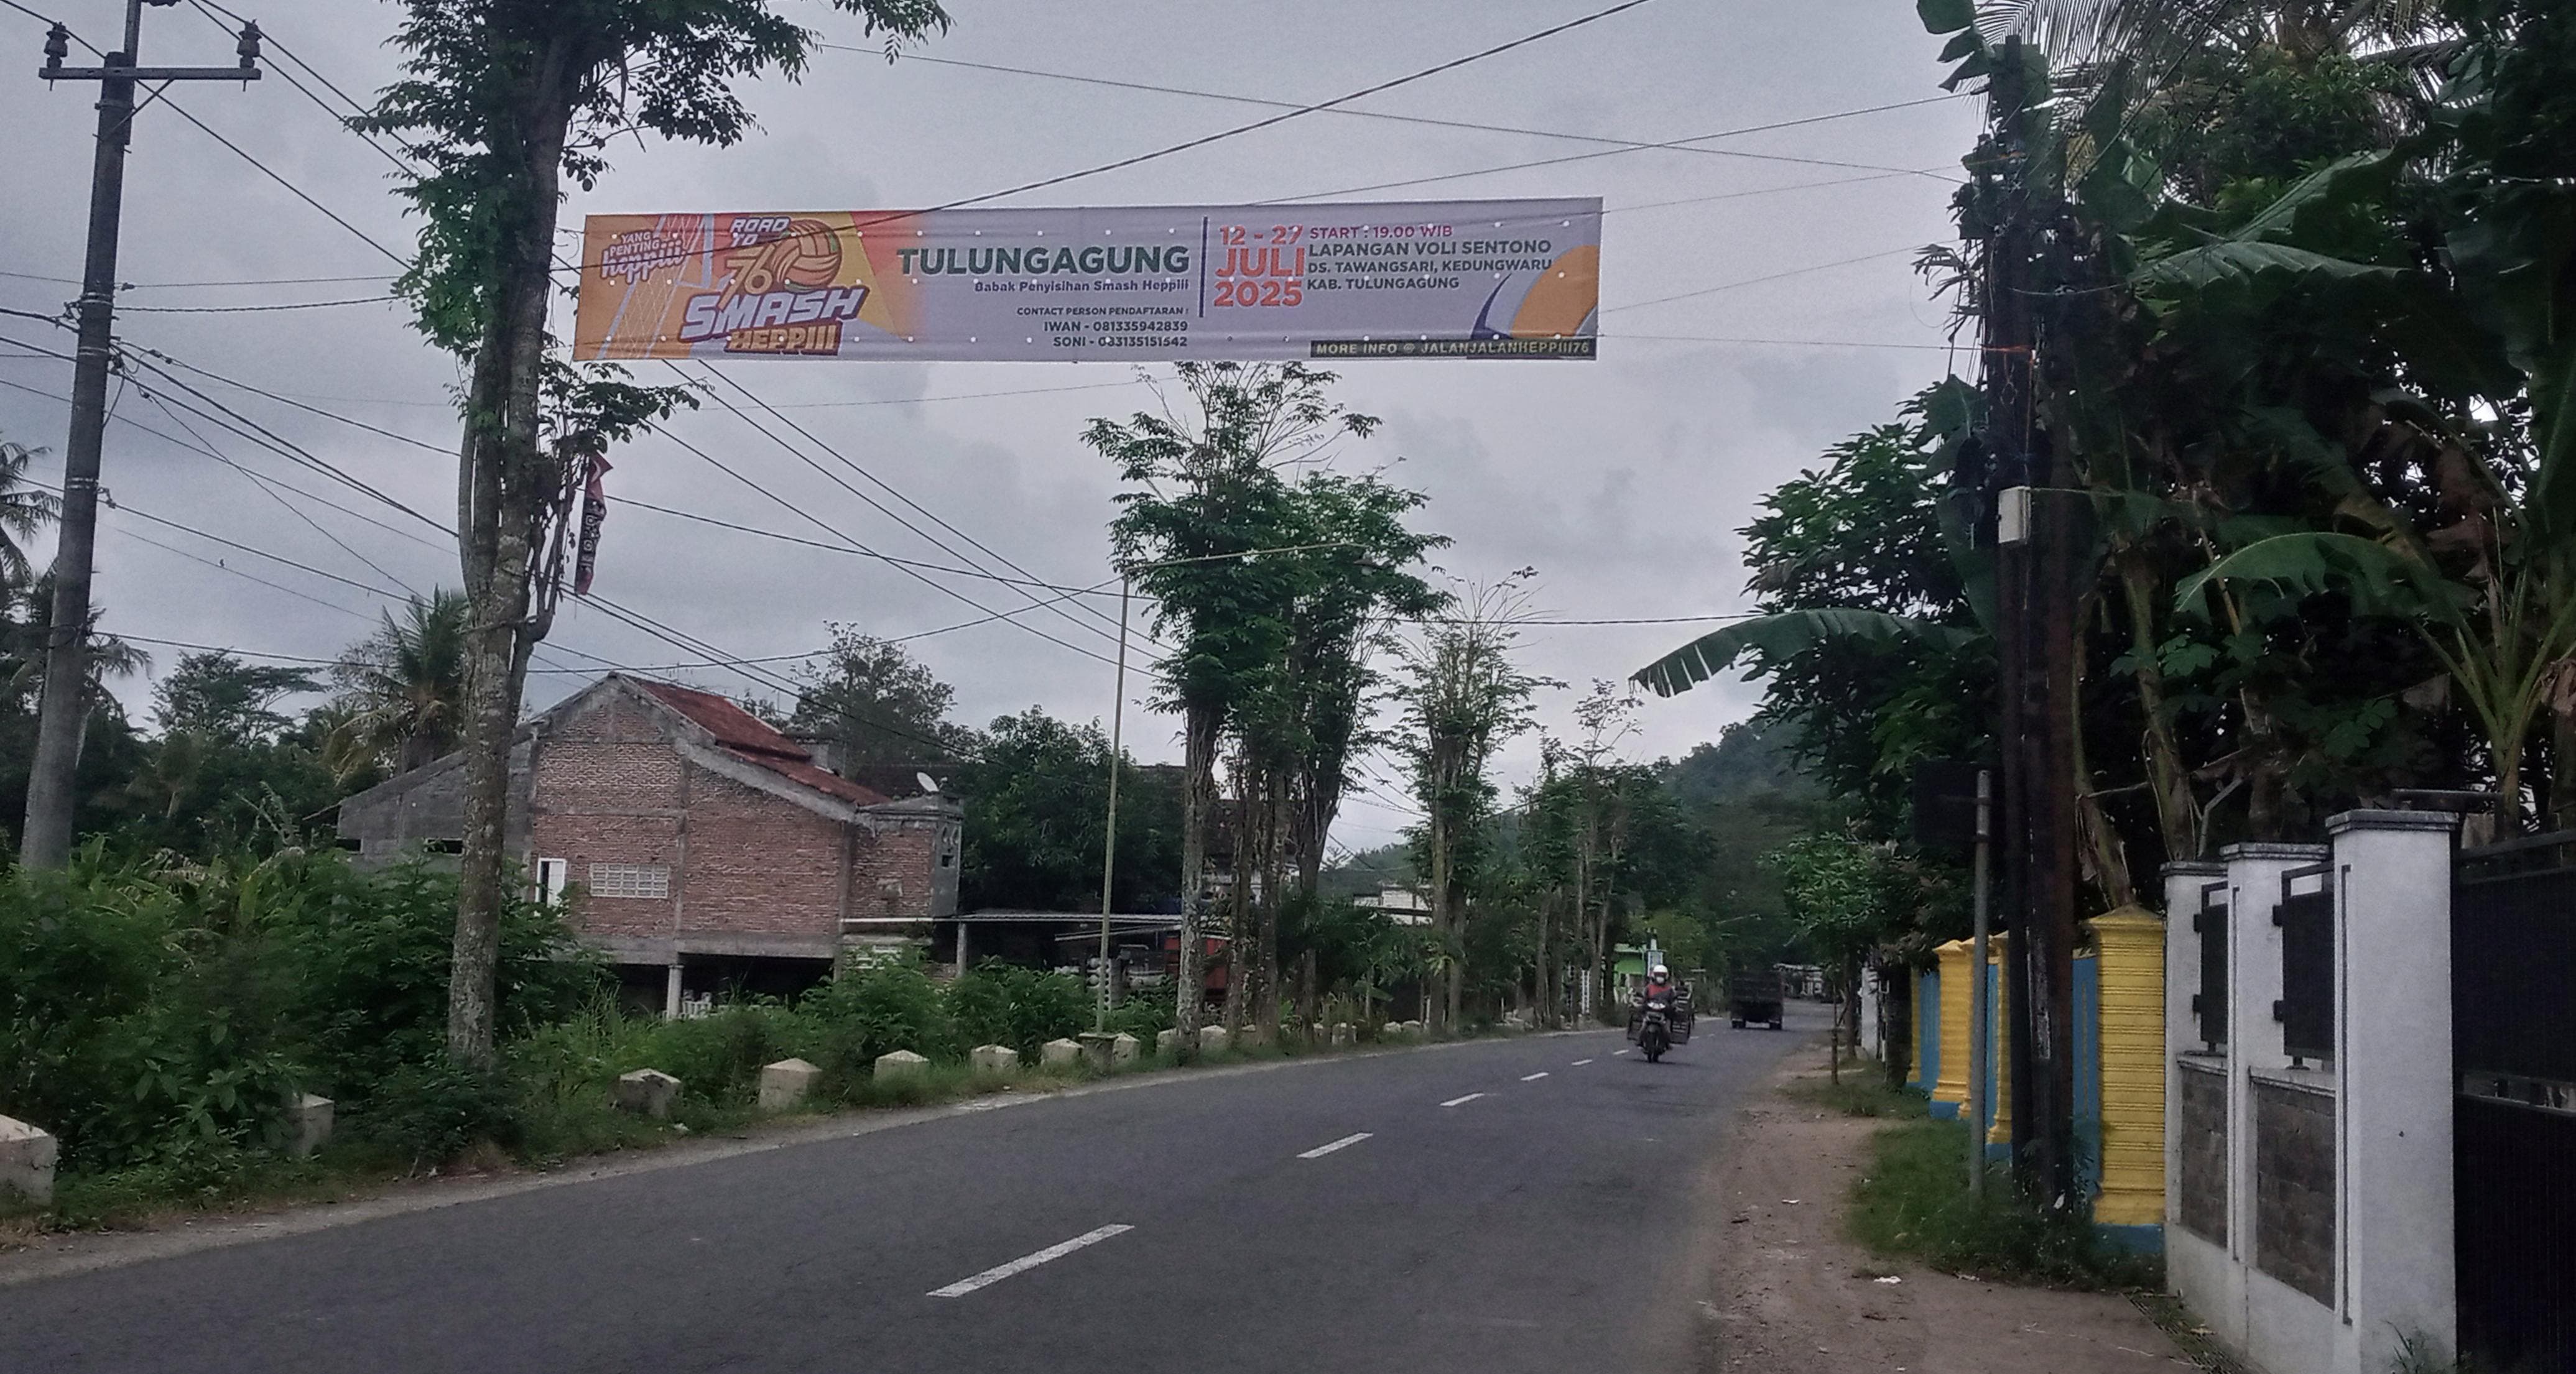 YANG
PENTING
heppiii
ROAD
TO
76
SMASH
HEPPIII
TULUNGAGUNG
Babak Penyisihan Smash Heppiii
CONTACT PERSON PENDAFTARAN :
IWAN - 081335942839
SONI - 083135151542
12 - 27
JULI
2025
START : 19.00 WIB
LAPANGAN VOLI SENTONO
DS. TAWANGSARI, KEDUNGWARU
KAB. TULUNGAGUNG
MORE INFO @ JALANJALANHEPPIII76